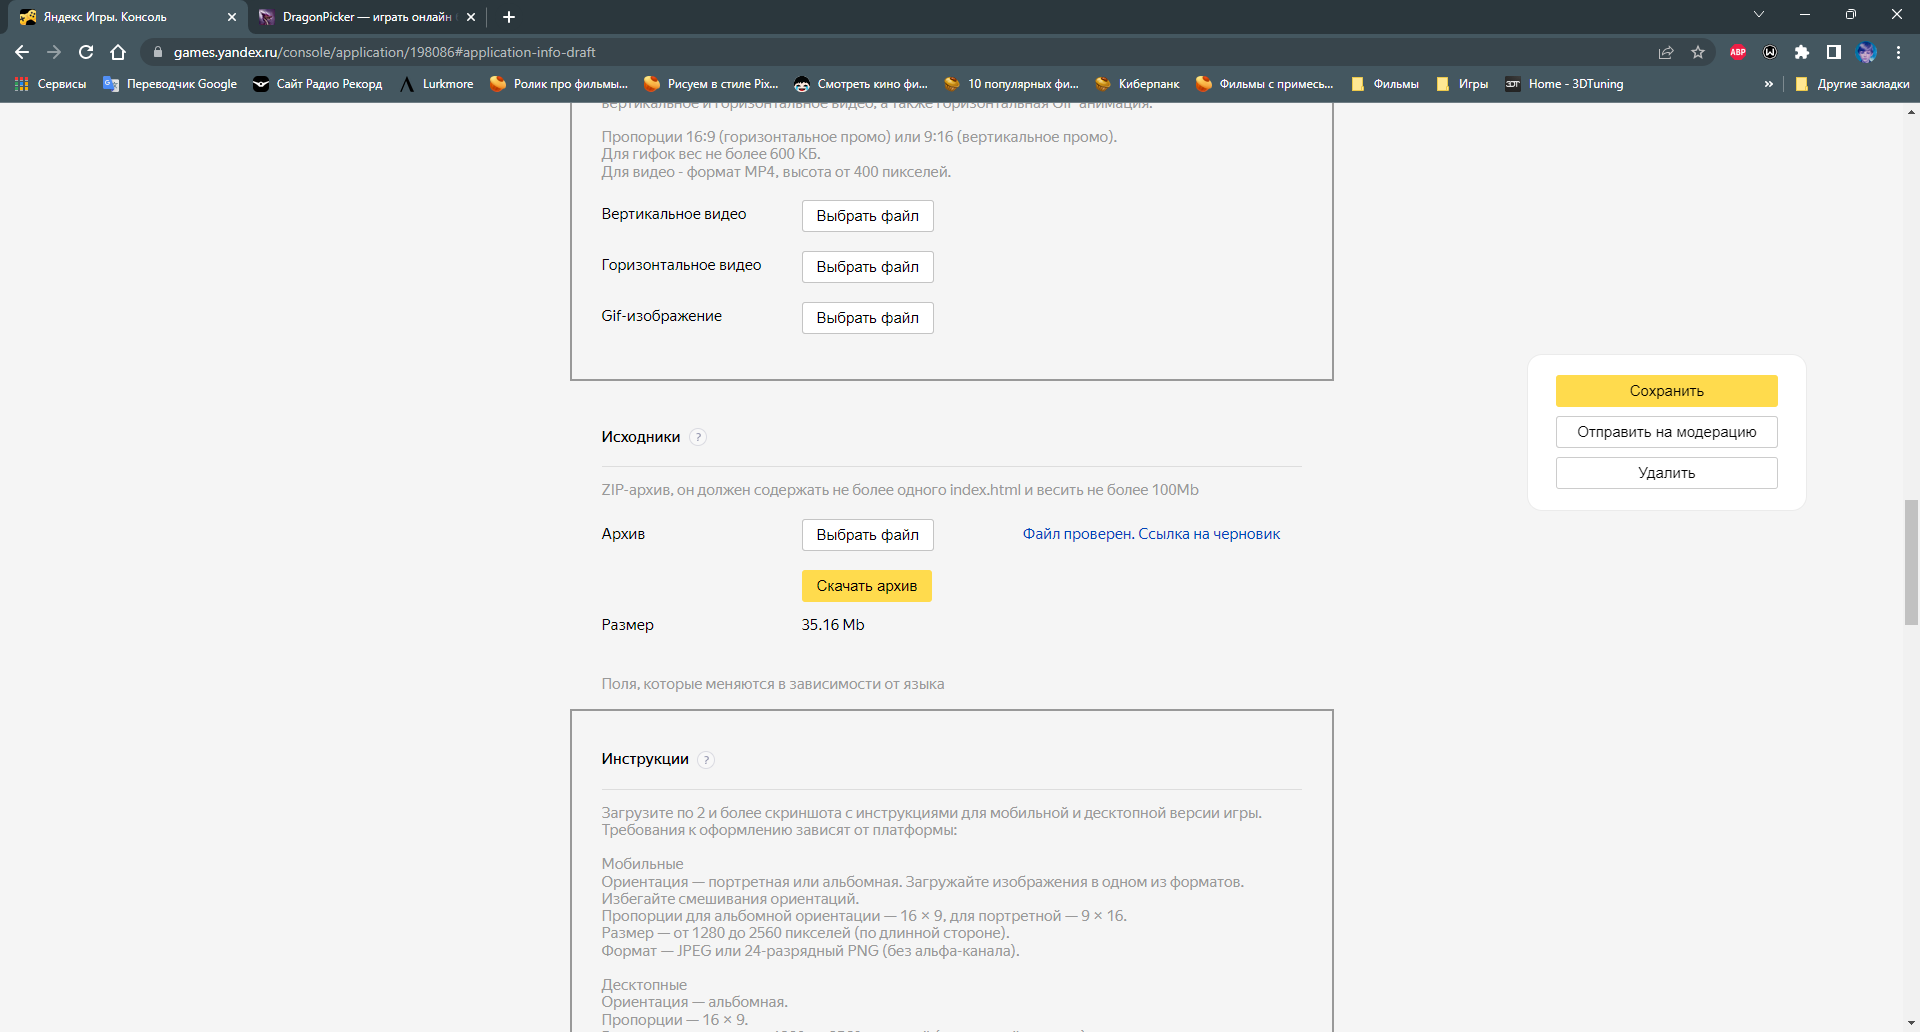 Яндекс Игры. Консоль
DragonPicker — играть онлайн
games.yandex.ru/console/application/198086#application-info-draft
ABP
Сервисы
Переводчик Google
Сайт Радио Рекорд
Lurkmore
Ролик про фильмы...
Рисуем в стиле Pix...
Смотреть кино фи...
10 популярных фи...
Киберпанк
Фильмы с примесь...
Фильмы
Игры
3DT
Home - 3DTuning
»
Другие закладки
вертикальное и горизонтальное видео, а также горизонтальная GIF-анимация.
Пропорции 16:9 (горизонтальное промо) или 9:16 (вертикальное промо).
Для гифок вес не более 600 КБ.
Для видео - формат MP4, высота от 400 пикселей.
Вертикальное видео
Выбрать файл
Горизонтальное видео
Выбрать файл
Gif-изображение
Выбрать файл
Сохранить
Отправить на модерацию
Удалить
Исходники ?
ZIP-архив, он должен содержать не более одного index.html и весить не более 100Mb
Архив
Выбрать файл
Файл проверен. Ссылка на черновик
Скачать архив
Размер
35.16 Mb
Поля, которые меняются в зависимости от языка
Инструкции ?
Загрузите по 2 и более скриншота с инструкциями для мобильной и десктопной версии игры.
Требования к оформлению зависят от платформы:
Мобильные
Ориентация — портретная или альбомная. Загружайте изображения в одном из форматов.
Избегайте смешивания ориентаций.
Пропорции для альбомной ориентации — 16 × 9, для портретной — 9 × 16.
Размер — от 1280 до 2560 пикселей (по длинной стороне).
Формат — JPEG или 24-разрядный PNG (без альфа-канала).
Десктопные
Ориентация — альбомная.
Пропорции — 16 × 9.